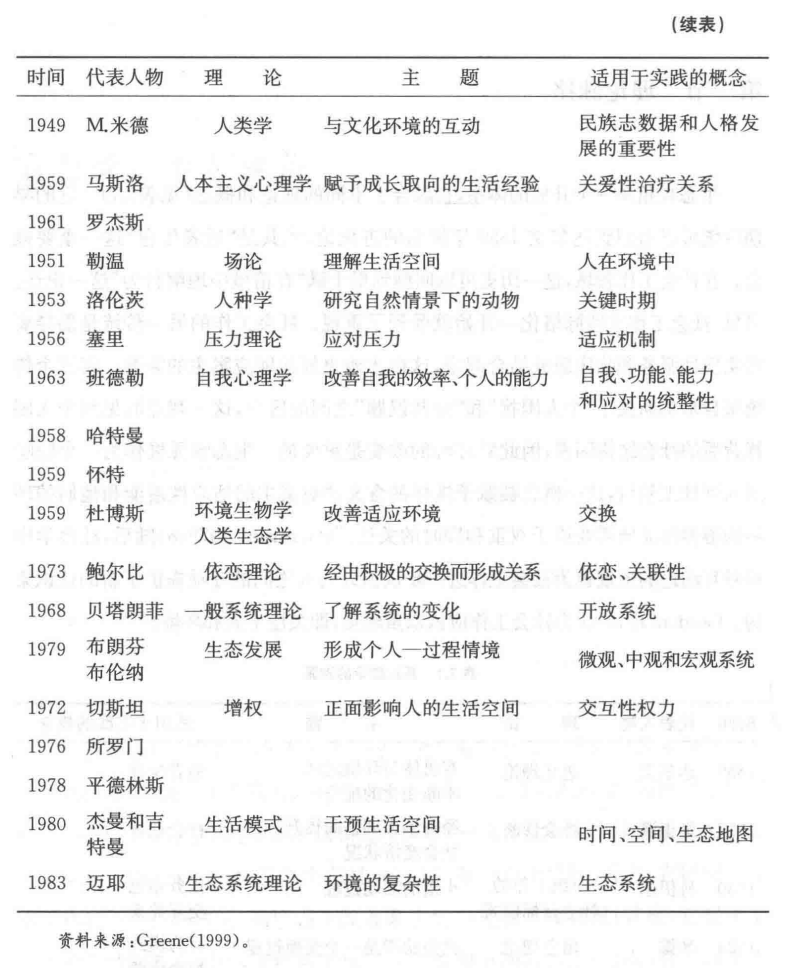 (续表)
时间 代表人物 理 论 主 题 适用于实践的概念
1949 M.米德 人类学 与文化环境的互动 民族志数据和人格发
展的重要性
1959 马斯洛 人本主义心理学 赋予成长取向的生活经验 关爱性治疗关系
1961 罗杰斯
1951 勒温 场论 理解生活空间 人在环境中
1953 洛伦茨 人种学 研究自然情景下的动物 关键时期
1956 塞里 压力理论 应对压力 适应机制
1963 班德勒 自我心理学 改善自我的效率、个人的能力 自我、功能、能力
和应对的统整性
1958 哈特曼
1959 怀特
1959 杜博斯 环境生物学 改善适应环境 交换
人类生态学
1973 鲍尔比 依恋理论 经由积极的交换而形成关系 依恋、关联性
1968 贝塔朗菲 一般系统理论 了解系统的变化 开放系统
1979 布朗芬 生态发展 形成个人—过程情境 微观、中观和宏观系统
布伦纳
1972 切斯坦 增权 正面影响人的生活空间 交互性权力
1976 所罗门
1978 平德林斯
1980 杰曼和吉 生活模式 干预生活空间 时间、空间、生态地图
特曼
1983 迈耶 生态系统理论 环境的复杂性 生态系统
资料来源:Greene(1999)。